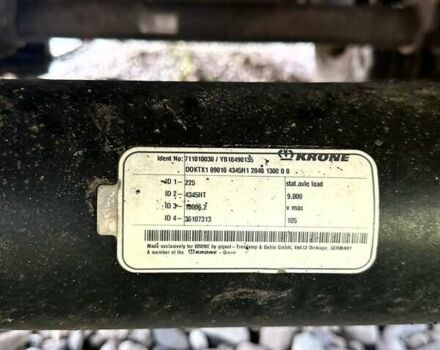 KRONE
Ident No: 711010030 / YB18490135
DOKTX1 09010 4345H1 2040 1300 0 0
ID 1 - 225 stat.axle load
ID 2 - 4345HT 9.000
ID 3 - v max
ID 4 - 36187313 105
Made exclusively for KRONE by gigant - Trenkamp & Gehle GmbH, 49413 Dinklage, GERMANY
A member of the KRONE - Group